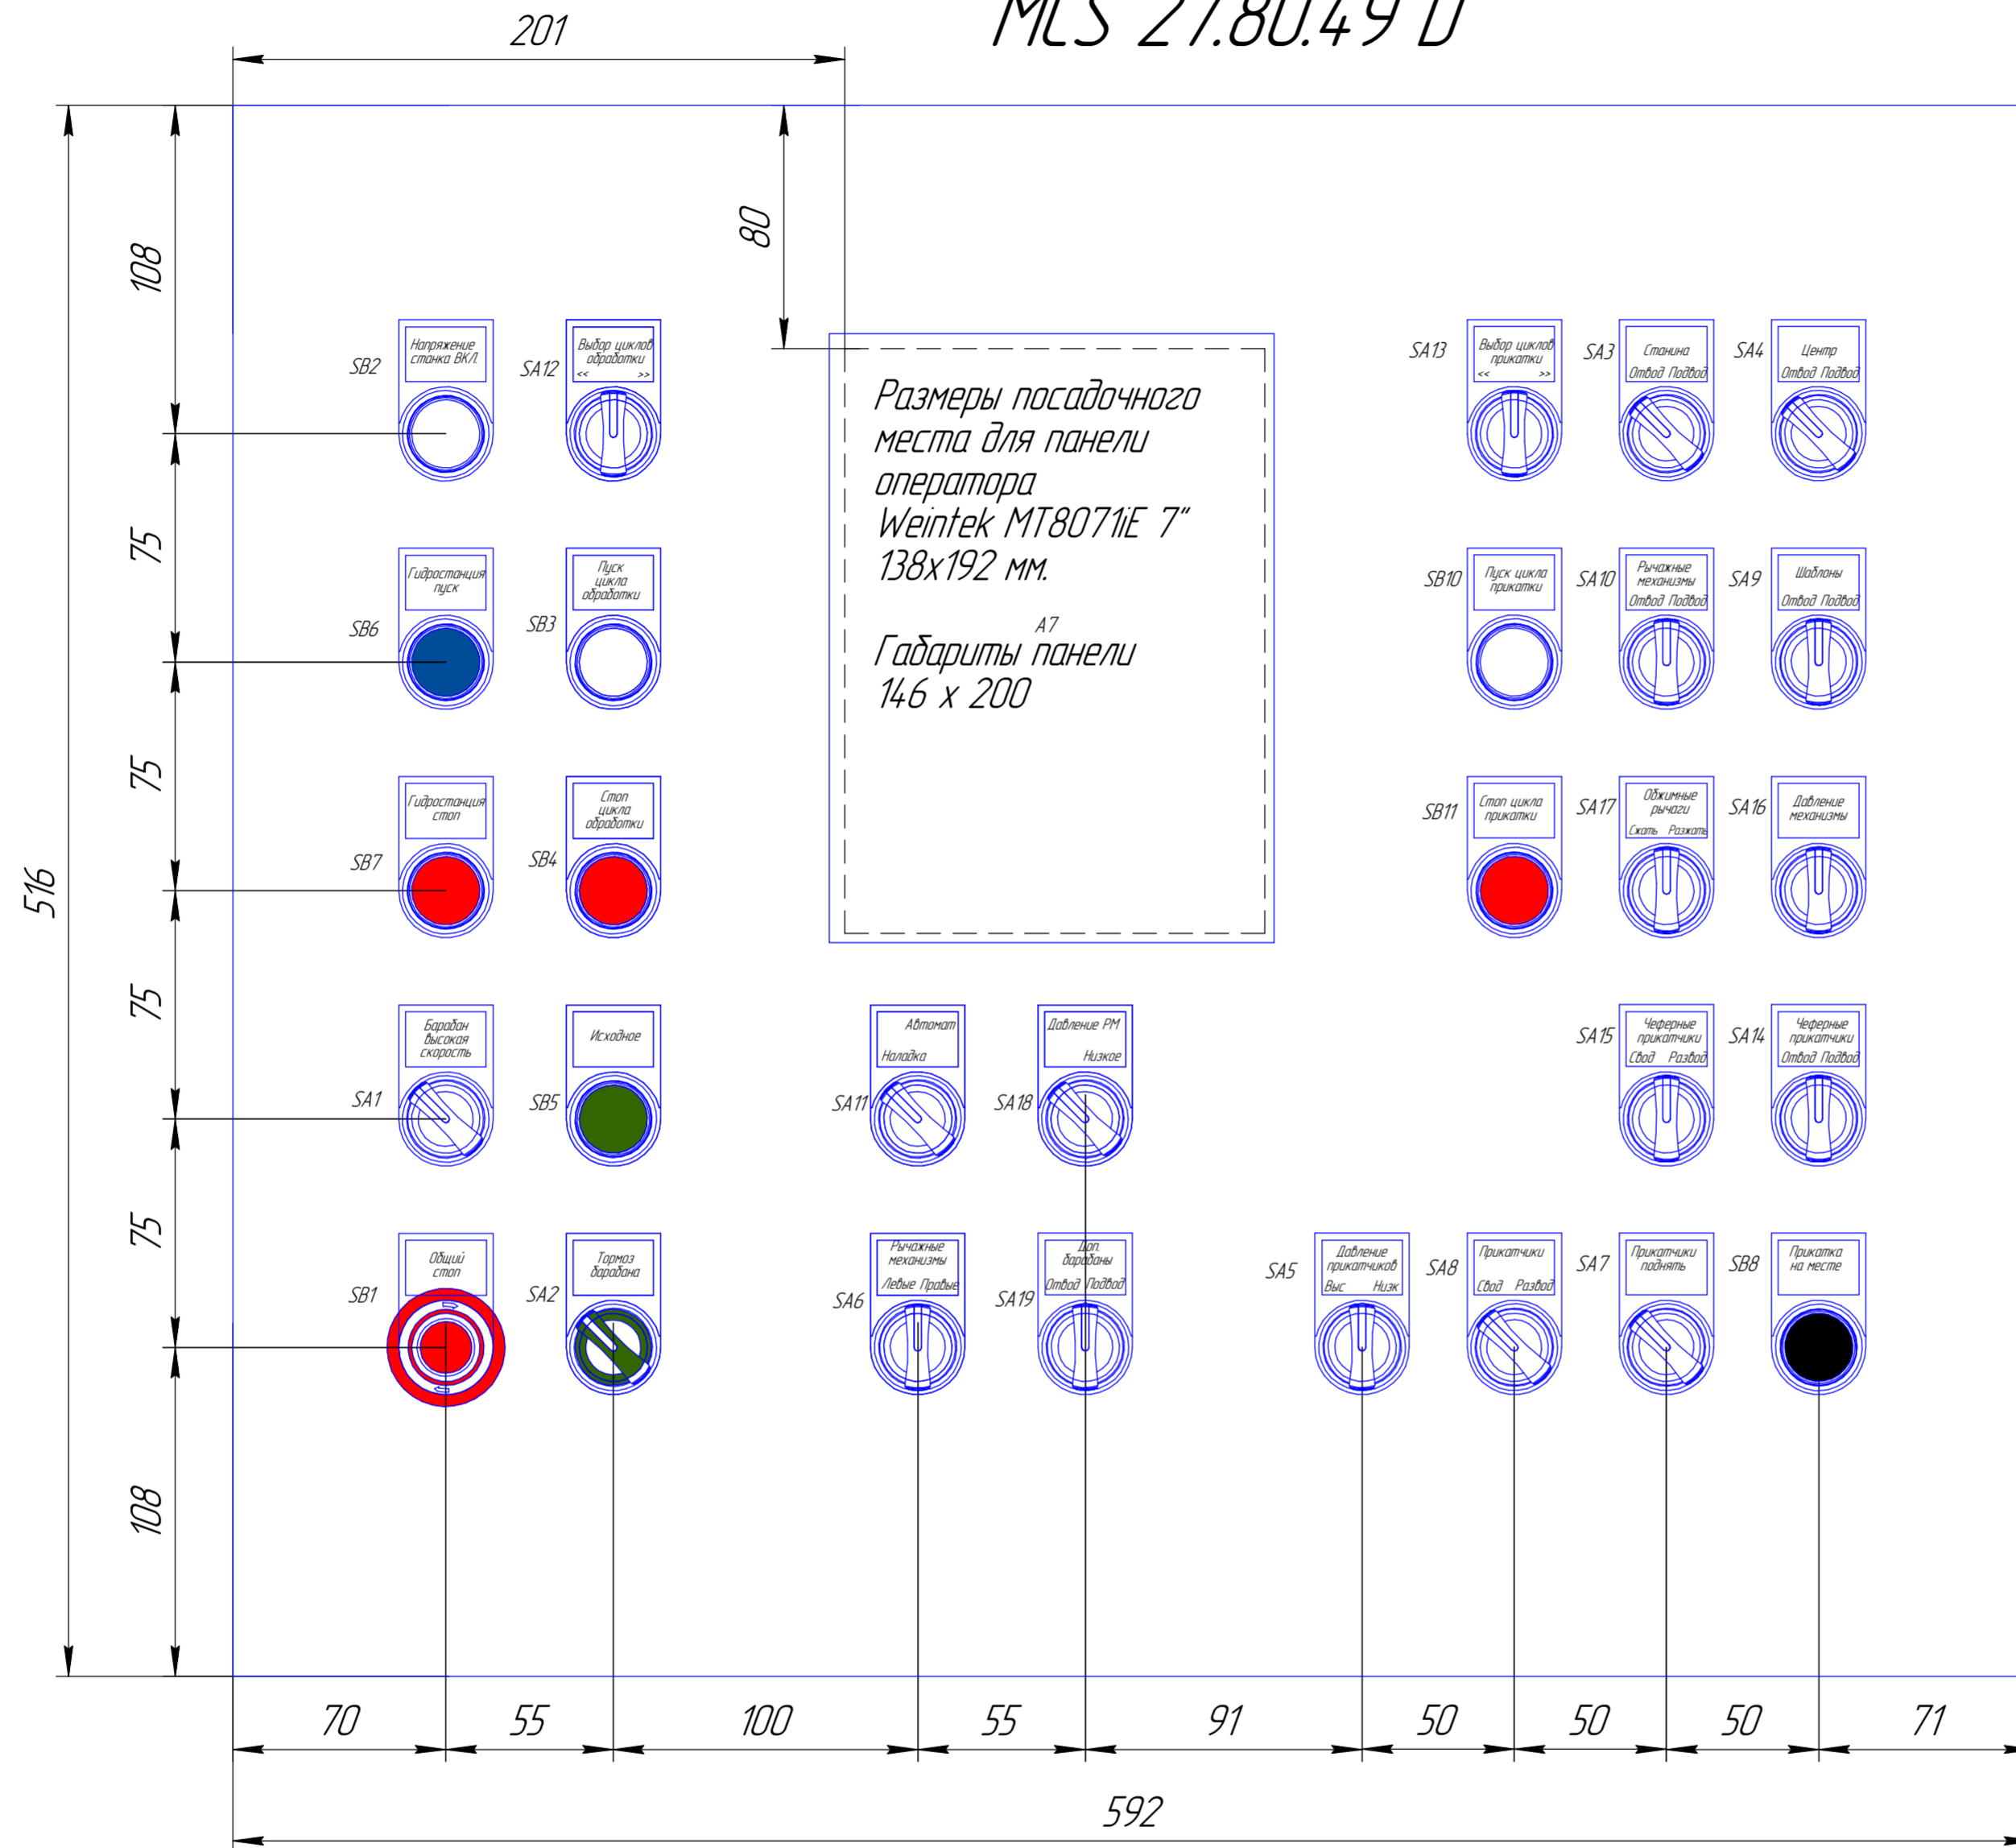 MCS 27.80.49 D
201
108
80
SB2
Напряжение
станка ВКЛ.
SA12
Выбор циклов
обработки
<< >>
Размеры посадочного
места для панели
оператора
Weintek MT8071iE 7"
138x192 мм.
A7
Габариты панели
146 x 200
SA13
Выбор циклов
прикатки
<< >>
SA3
Станина
Отвод Подвод
SA4
Центр
Отвод Подвод
75
SB6
Гидростанция
пуск
SB3
Пуск
цикла
обработки
SB10
Пуск цикла
прикатки
SA10
Рычажные
механизмы
Отвод Подвод
SA9
Шаблоны
Отвод Подвод
75
516
SB7
Гидростанция
стоп
SB4
Стоп
цикла
обработки
SB11
Стоп цикла
прикатки
SA17
Обжимные
рычаги
Сжать Разжать
SA16
Давление
механизмы
75
SA1
Барабан
высокая
скорость
SB5
Исходное
SA11
Автомат
Наладка
SA18
Давление РМ
Низкое
SA15
Чеферные
прикатчики
Свод Развод
SA14
Чеферные
прикатчики
Отвод Подвод
75
SB1
Общий
стоп
SA2
Тормоз
барабана
SA6
Рычажные
механизмы
Левые Правые
SA19
Доп.
барабаны
Отвод Подвод
SA5
Давление
прикатчиков
Выс Низк
SA8
Прикатчики
Свод Развод
SA7
Прикатчики
поднять
SB8
Прикатка
на месте
108
70 55 100 55 91 50 50 50 71
592